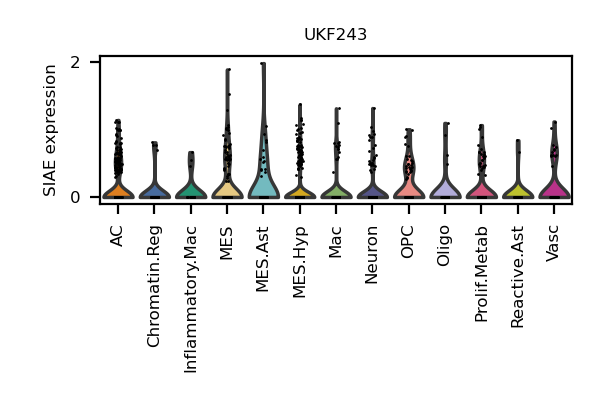 UKF243
SIAE expression
2
0
AC
Chromatin.Reg
Inflammatory.Mac
MES
MES.Ast
MES.Hyp
Mac
Neuron
OPC
Oligo
Prolif.Metab
Reactive.Ast
Vasc